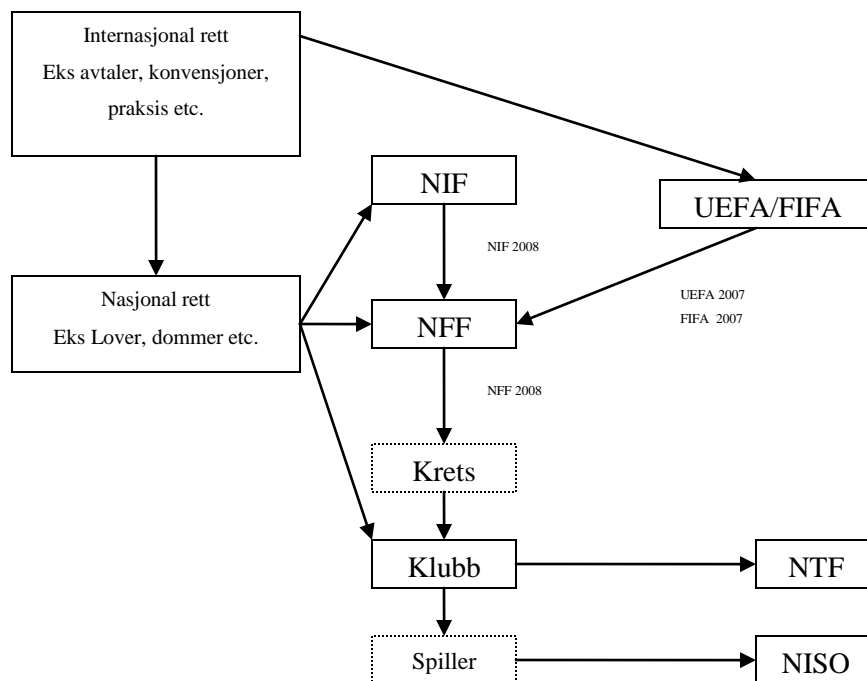 Internasjonal rett
Eks avtaler, konvensjoner,
praksis etc.
NIF
UEFA/FIFA
NIF 2008
Nasjonal rett
Eks Lover, dommer etc.
NFF
UEFA 2007
FIFA 2007
NFF 2008
Krets
Klubb
NTF
Spiller
NISO